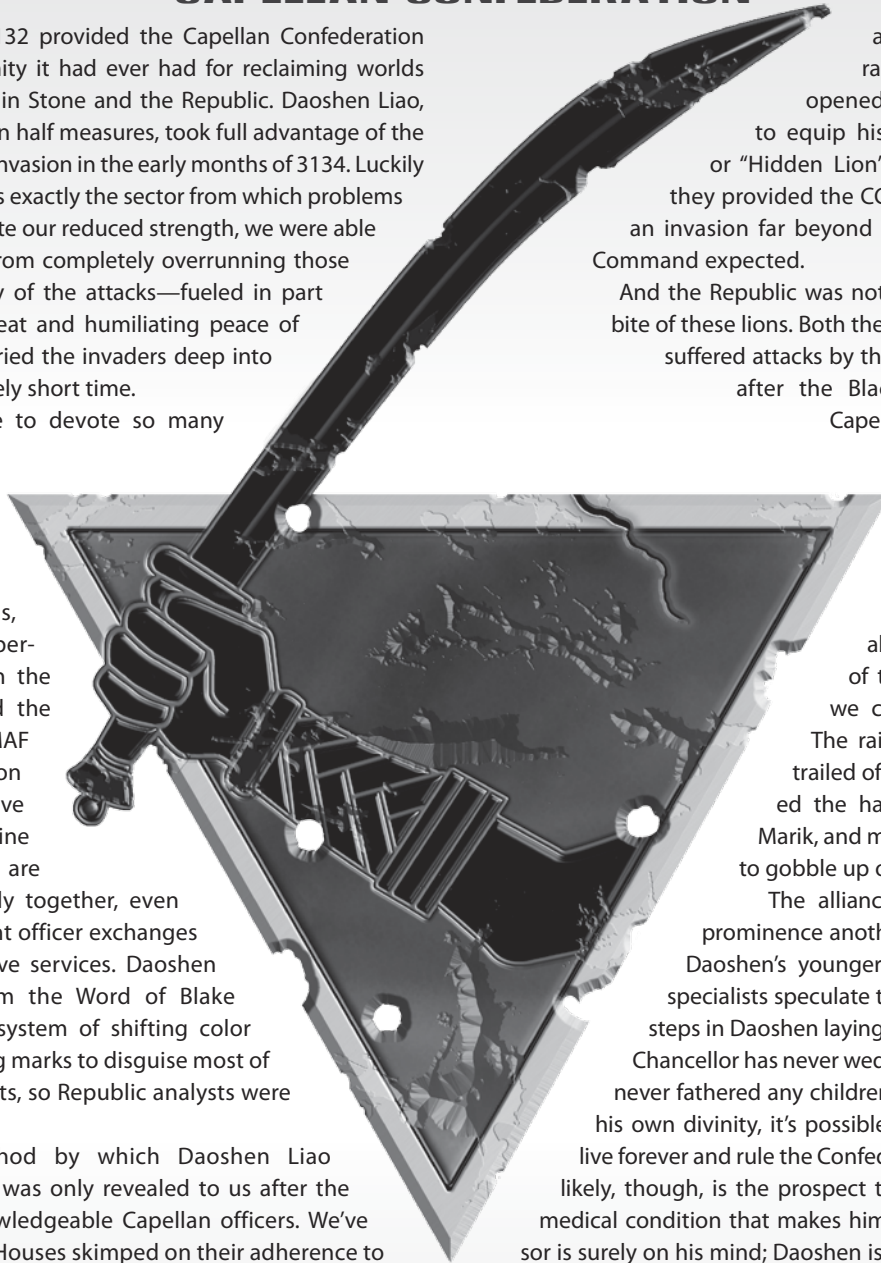 CAPELLAN CONFEDERATION
132 provided the Capellan Confederation
ity it had ever had for reclaiming worlds
in Stone and the Republic. Daoshen Liao,
n half measures, took full advantage of the
nvasion in the early months of 3134. Luckily
s exactly the sector from which problems
te our reduced strength, we were able
rom completely overrunning those
y of the attacks—fueled in part
eat and humiliating peace of
ried the invaders deep into
ely short time.
e to devote so many
s,
per-
n the
d the
MAF
on
ve
ine
are
ly together, even
nt officer exchanges
ve services. Daoshen
m the Word of Blake
system of shifting color
g marks to disguise most of
ts, so Republic analysts were
hod by which Daoshen Liao
was only revealed to us after the
wledgeable Capellan officers. We've
Houses skimped on their adherence to
a
ra
opened
to equip his
or “Hidden Lion”
they provided the CC
an invasion far beyond
Command expected.
And the Republic was not
bite of these lions. Both the
suffered attacks by th
after the Bla
Cape
al
of t
we c
The rai
trailed of
ed the ha
Marik, and m
to gobble up c
The allianc
prominence anoth
Daoshen's younger
specialists speculate t
steps in Daoshen laying
Chancellor has never wed
never fathered any children
his own divinity, it's possible
live forever and rule the Confed
likely, though, is the prospect t
medical condition that makes him
sor is surely on his mind; Daoshen is